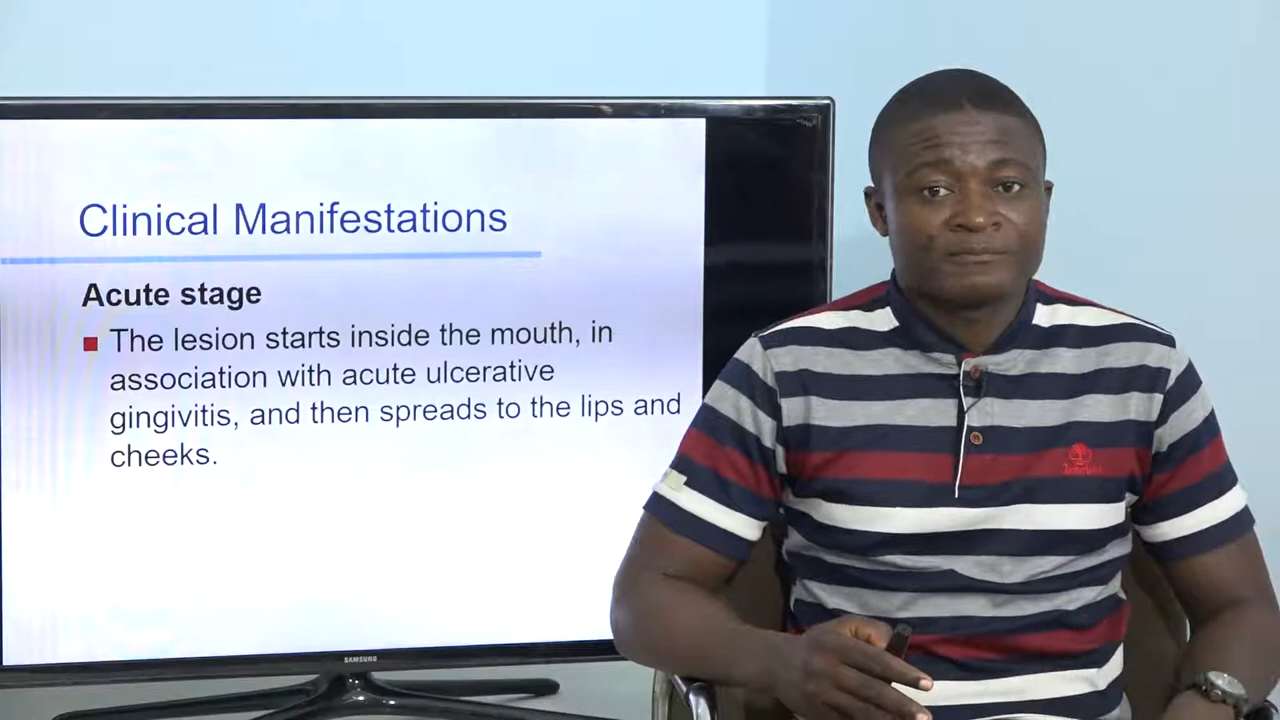 Clinical Manifestations
Acute stage
The lesion starts inside the mouth, in
association with acute ulcerative
gingivitis, and then spreads to the lips and
cheeks.
SAMSUNG